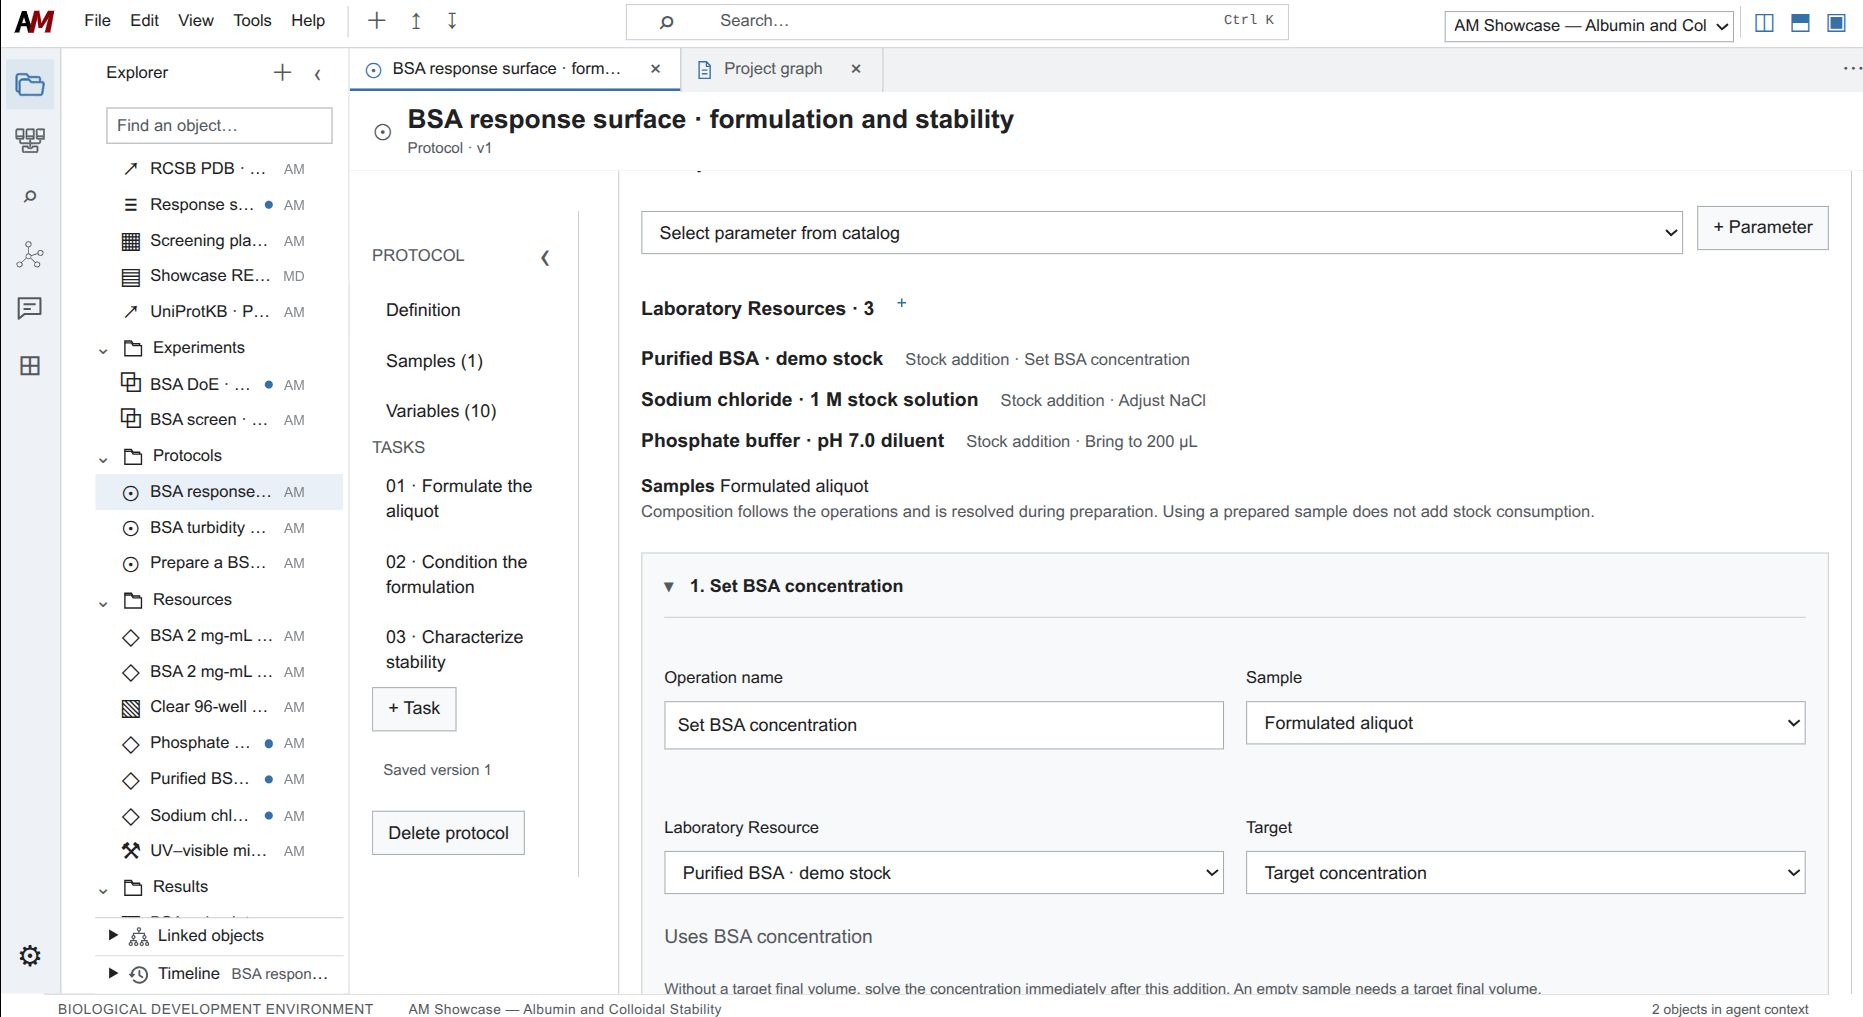 AM File Edit View Tools Help Search… Ctrl K AM Showcase — Albumin and Col
Explorer
BSA response surface · form…
Project graph
Find an object…
RCSB PDB · … AM
Response s… AM
Screening pla… AM
Showcase RE… MD
UniProtKB · P… AM
Experiments
BSA DoE · … AM
BSA screen · … AM
Protocols
BSA response… AM
BSA turbidity … AM
Prepare a BS… AM
Resources
BSA 2 mg-mL … AM
BSA 2 mg-mL … AM
Clear 96-well … AM
Phosphate … AM
Purified BS… AM
Sodium chl… AM
UV–visible mi… AM
Results
Linked objects
Timeline BSA respon…
BSA response surface · formulation and stability
Protocol · v1
PROTOCOL
Definition
Samples (1)
Variables (10)
TASKS
01 · Formulate the
aliquot
02 · Condition the
formulation
03 · Characterize
stability
+ Task
Saved version 1
Delete protocol
Select parameter from catalog
+ Parameter
Laboratory Resources · 3 +
Purified BSA · demo stock Stock addition · Set BSA concentration
Sodium chloride · 1 M stock solution Stock addition · Adjust NaCl
Phosphate buffer · pH 7.0 diluent Stock addition · Bring to 200 µL
Samples Formulated aliquot
Composition follows the operations and is resolved during preparation. Using a prepared sample does not add stock consumption.
1. Set BSA concentration
Operation name
Set BSA concentration
Sample
Formulated aliquot
Laboratory Resource
Purified BSA · demo stock
Target
Target concentration
Uses BSA concentration
Without a target final volume, solve the concentration immediately after this addition. An empty sample needs a target final volume.
BIOLOGICAL DEVELOPMENT ENVIRONMENT AM Showcase — Albumin and Colloidal Stability 2 objects in agent context